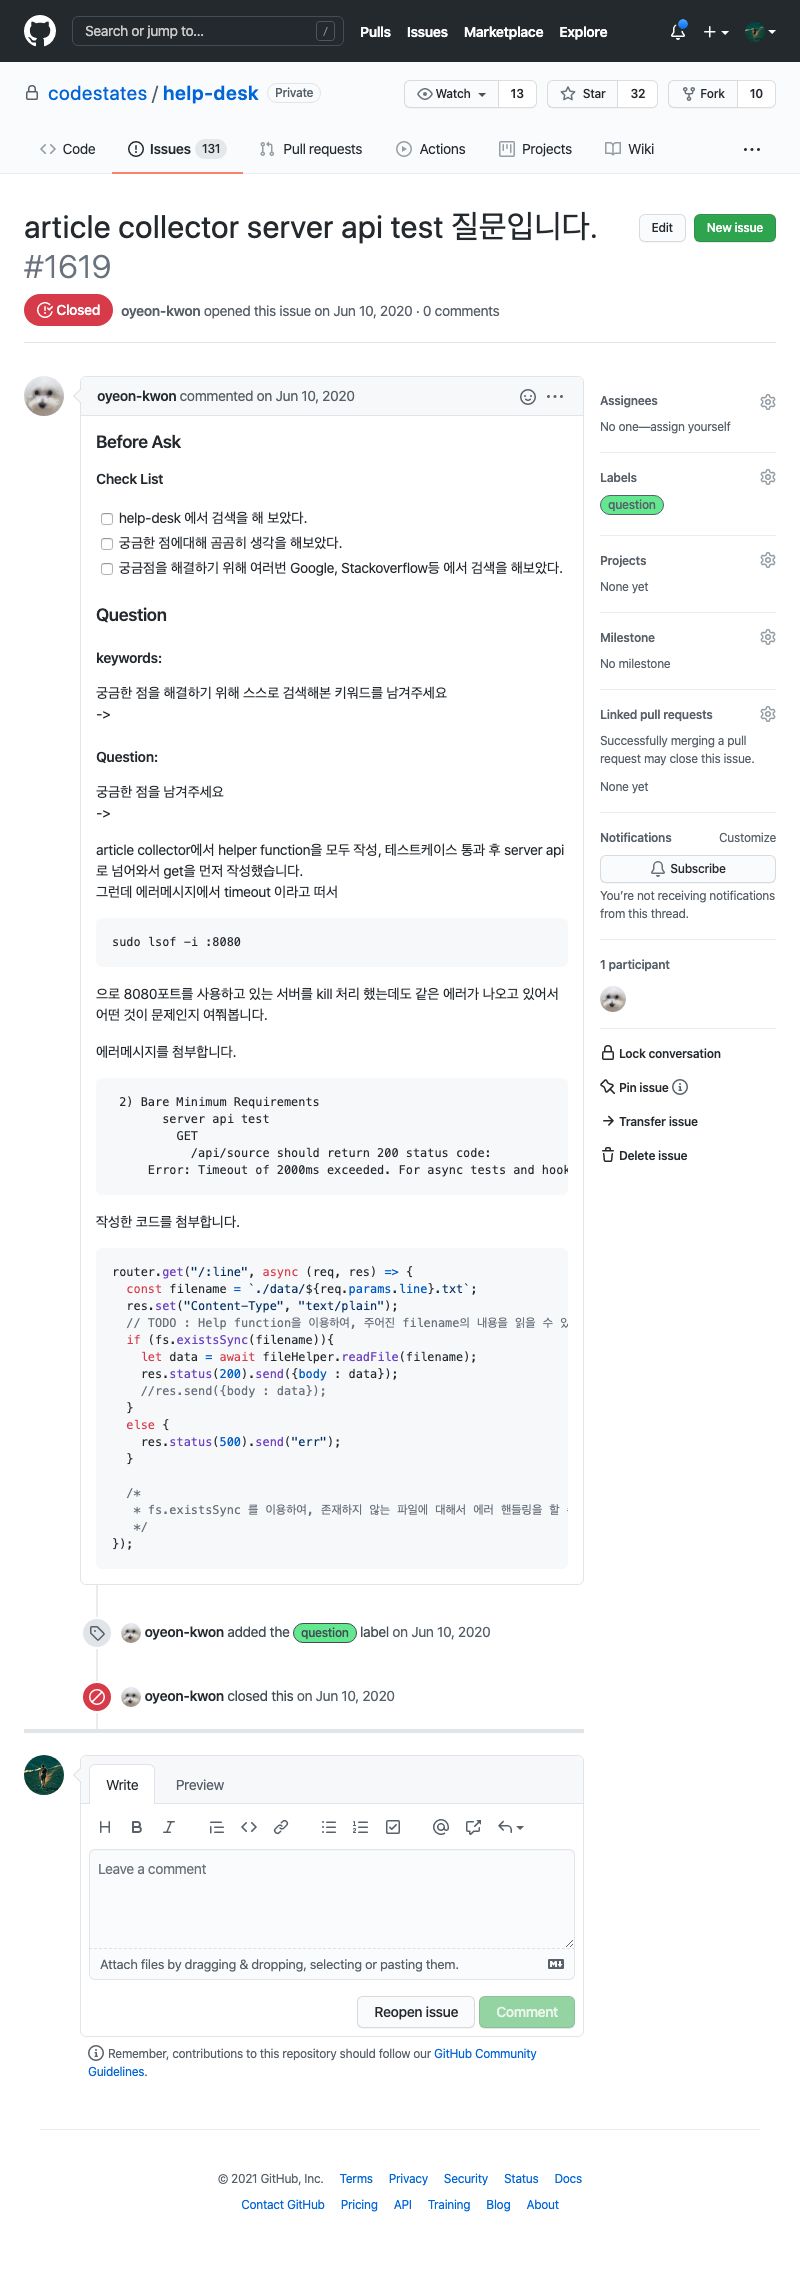 Search or jump to...
/
Pulls
Issues
Marketplace
Explore
codestates / help-desk
Private
Watch
13
Star
32
Fork
10
Code
Issues 131
Pull requests
Actions
Projects
Wiki
article collector server api test 질문입니다.
#1619
Edit
New issue
Closed
oyeon-kwon opened this issue on Jun 10, 2020 · 0 comments
oyeon-kwon commented on Jun 10, 2020
Before Ask
Check List
help-desk 에서 검색을 해 보았다.
궁금한 점에대해 곰곰히 생각을 해보았다.
궁금점을 해결하기 위해 여러번 Google, Stackoverflow등 에서 검색을 해보았다.
Question
keywords:
궁금한 점을 해결하기 위해 스스로 검색해본 키워드를 남겨주세요
->
Question:
궁금한 점을 남겨주세요
->
article collector에서 helper function을 모두 작성, 테스트케이스 통과 후 server api
로 넘어와서 get을 먼저 작성했습니다.
그런데 에러메시지에서 timeout 이라고 떠서
sudo lsof -i :8080
으로 8080포트를 사용하고 있는 서버를 kill 처리 했는데도 같은 에러가 나오고 있어서
어떤 것이 문제인지 여쭤봅니다.
에러메시지를 첨부합니다.
2) Bare Minimum Requirements
server api test
GET
/api/source should return 200 status code:
Error: Timeout of 2000ms exceeded. For async tests and hook
작성한 코드를 첨부합니다.
router.get("/:line", async (req, res) => {
const filename = `./data/${req.params.line}.txt`;
res.set("Content-Type", "text/plain");
// TODO : Help function을 이용하여, 주어진 filename의 내용을 읽을 수 있
if (fs.existsSync(filename)){
let data = await fileHelper.readFile(filename);
res.status(200).send({body : data});
//res.send({body : data});
}
else {
res.status(500).send("err");
}
/*
* fs.existsSync 를 이용하여, 존재하지 않는 파일에 대해서 에러 핸들링을 할
*/
});
oyeon-kwon added the question label on Jun 10, 2020
oyeon-kwon closed this on Jun 10, 2020
Write
Preview
Leave a comment
Attach files by dragging & dropping, selecting or pasting them.
Reopen issue
Comment
Remember, contributions to this repository should follow our GitHub Community
Guidelines.
Assignees
No one—assign yourself
Labels
question
Projects
None yet
Milestone
No milestone
Linked pull requests
Successfully merging a pull
request may close this issue.
None yet
Notifications
Customize
Subscribe
You're not receiving notifications
from this thread.
1 participant
Lock conversation
Pin issue
Transfer issue
Delete issue
© 2021 GitHub, Inc.
Terms
Privacy
Security
Status
Docs
Contact GitHub
Pricing
API
Training
Blog
About